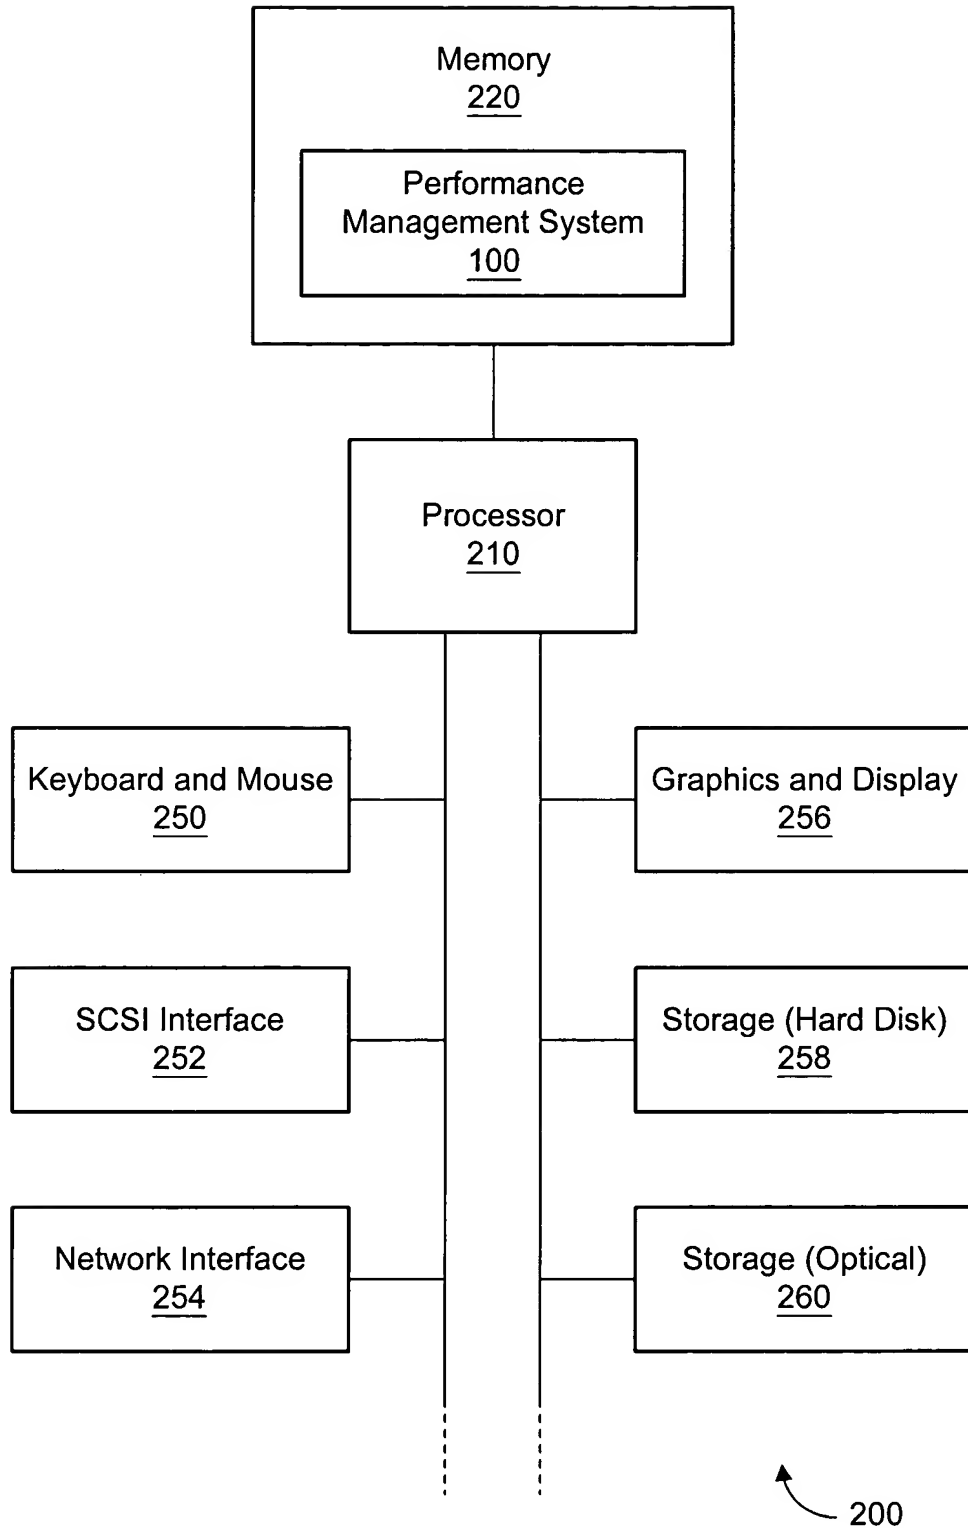 Memory
220
Performance
Management System
100
Processor
210
Keyboard and Mouse
250
Graphics and Display
256
SCSI Interface
252
Storage (Hard Disk)
258
Network Interface
254
Storage (Optical)
260
200